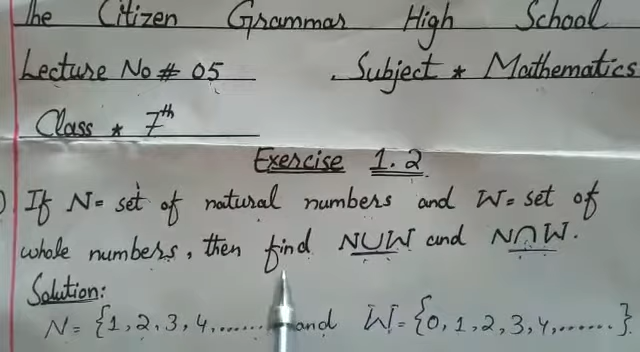 The Citizen Grammar High School
Lecture No # 05 Subject * Mathematics
Class * 7th
Exercise 1.2
) If N= set of natural numbers and W= set of
whole numbers, then find NUW and N∩W.
Solution:
N= {1,2,3,4,....... and W= {0,1,2,3,4,.......}